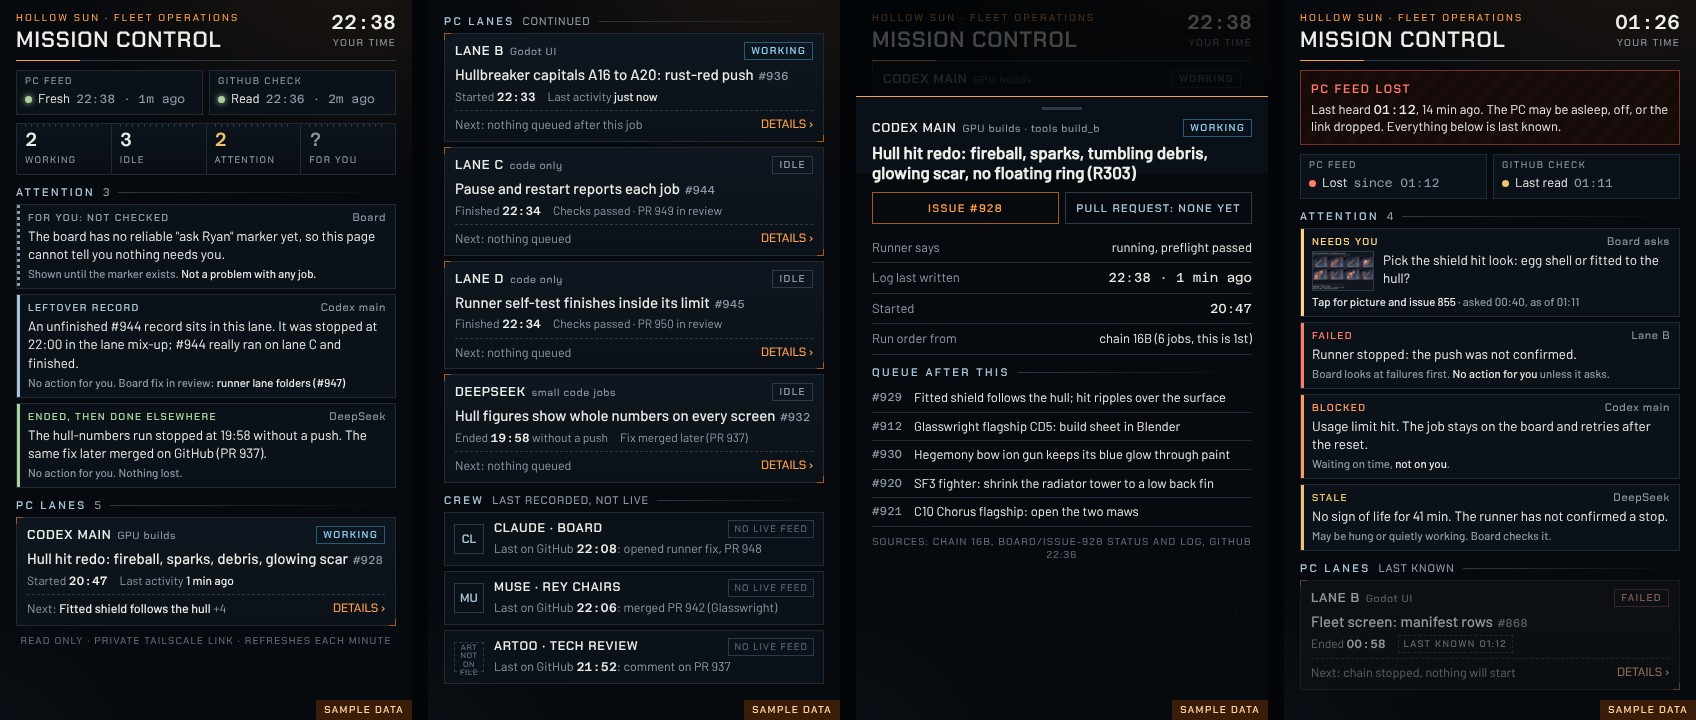 HOLLOW SUN · FLEET OPERATIONS
MISSION CONTROL
22:38
YOUR TIME
PC FEED
Fresh 22:38 · 1m ago
GITHUB CHECK
Read 22:36 · 2m ago
2
WORKING
3
IDLE
2
ATTENTION
?
FOR YOU
ATTENTION 3
FOR YOU: NOT CHECKED
Board
The board has no reliable "ask Ryan" marker yet, so this page
cannot tell you nothing needs you.
Shown until the marker exists. Not a problem with any job.
LEFTOVER RECORD
Codex main
An unfinished #944 record sits in this lane. It was stopped at
22:00 in the lane mix-up; #944 really ran on lane C and
finished.
No action for you. Board fix in review: runner lane folders (#947)
ENDED, THEN DONE ELSEWHERE
DeepSeek
The hull-numbers run stopped at 19:58 without a push. The
same fix later merged on GitHub (PR 937).
No action for you. Nothing lost.
PC LANES 5
CODEX MAIN GPU builds
WORKING
Hull hit redo: fireball, sparks, debris, glowing scar #928
Started 20:47 Last activity 1 min ago
Next: Fitted shield follows the hull +4
DETAILS ›
READ ONLY · PRIVATE TAILSCALE LINK · REFRESHES EACH MINUTE
SAMPLE DATA
PC LANES CONTINUED
LANE B Godot UI
WORKING
Hullbreaker capitals A16 to A20: rust-red push #936
Started 22:33 Last activity just now
Next: nothing queued after this job
DETAILS ›
LANE C code only
IDLE
Pause and restart reports each job #944
Finished 22:34 Checks passed · PR 949 in review
Next: nothing queued
DETAILS ›
LANE D code only
IDLE
Runner self-test finishes inside its limit #945
Finished 22:34 Checks passed · PR 950 in review
Next: nothing queued
DETAILS ›
DEEPSEEK small code jobs
IDLE
Hull figures show whole numbers on every screen #932
Ended 19:58 without a push Fix merged later (PR 937)
Next: nothing queued
DETAILS ›
CREW LAST RECORDED, NOT LIVE
CL
CLAUDE · BOARD
NO LIVE FEED
Last on GitHub 22:08: opened runner fix, PR 948
MU
MUSE · REY CHAIRS
NO LIVE FEED
Last on GitHub 22:06: merged PR 942 (Glasswright)
ART
NOT
ON
FILE
ARTOO · TECH REVIEW
NO LIVE FEED
Last on GitHub 21:52: comment on PR 937
SAMPLE DATA
HOLLOW SUN · FLEET OPERATIONS
MISSION CONTROL
22:38
YOUR TIME
CODEX MAIN GPU builds
WORKING
CODEX MAIN GPU builds · tools build_b
WORKING
Hull hit redo: fireball, sparks, tumbling debris,
glowing scar, no floating ring (R303)
ISSUE #928
PULL REQUEST: NONE YET
Runner says
running, preflight passed
Log last written
22:38 · 1 min ago
Started
20:47
Run order from
chain 16B (6 jobs, this is 1st)
QUEUE AFTER THIS
#929 Fitted shield follows the hull; hit ripples over the surface
#912 Glasswright flagship CD5: build sheet in Blender
#930 Hegemony bow ion gun keeps its blue glow through paint
#920 SF3 fighter: shrink the radiator tower to a low back fin
#921 C10 Chorus flagship: open the two maws
SOURCES: CHAIN 16B, BOARD/ISSUE-928 STATUS AND LOG, GITHUB
22:36
SAMPLE DATA
HOLLOW SUN · FLEET OPERATIONS
MISSION CONTROL
01:26
YOUR TIME
PC FEED LOST
Last heard 01:12, 14 min ago. The PC may be asleep, off, or the
link dropped. Everything below is last known.
PC FEED
Lost since 01:12
GITHUB CHECK
Last read 01:11
ATTENTION 4
NEEDS YOU
Board asks
Pick the shield hit look: egg shell or fitted to the
hull?
Tap for picture and issue 855 · asked 00:40, as of 01:11
FAILED
Lane B
Runner stopped: the push was not confirmed.
Board looks at failures first. No action for you unless it asks.
BLOCKED
Codex main
Usage limit hit. The job stays on the board and retries after
the reset.
Waiting on time, not on you.
STALE
DeepSeek
No sign of life for 41 min. The runner has not confirmed a stop.
May be hung or quietly working. Board checks it.
PC LANES LAST KNOWN
LANE B Godot UI
FAILED
Fleet screen: manifest rows #868
Ended 00:58 LAST KNOWN 01:12
Next: chain stopped, nothing will start
DETAILS ›
SAMPLE DATA